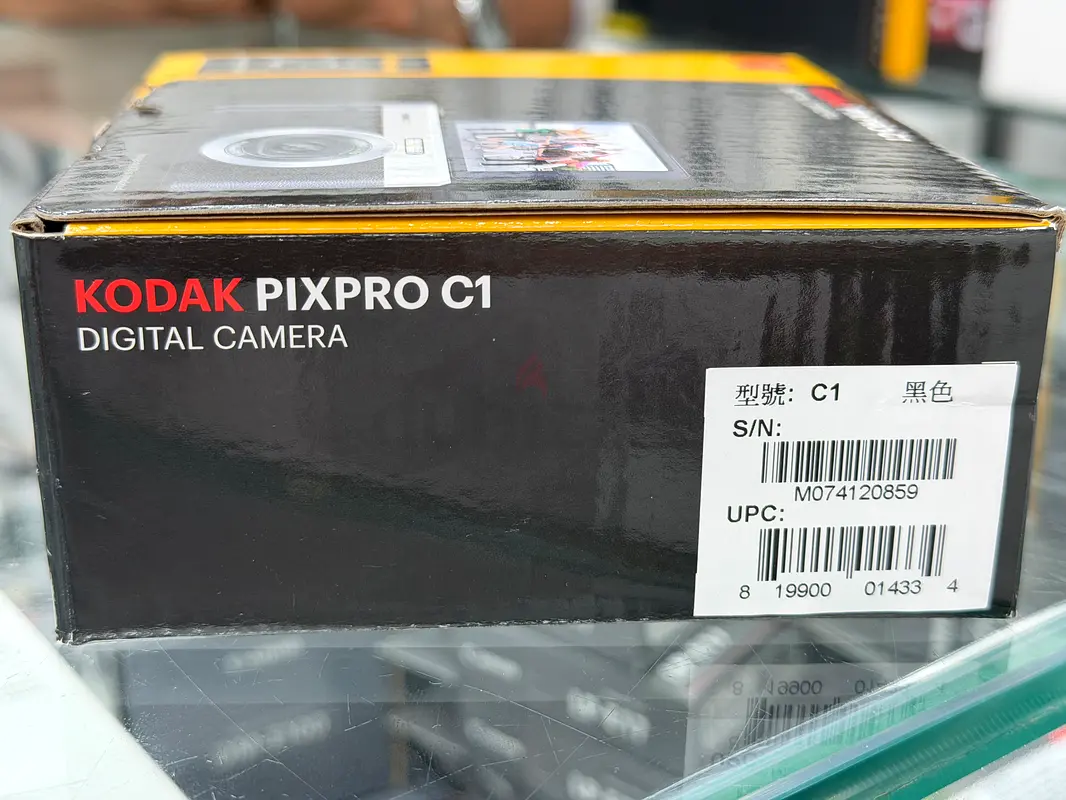 KODAK PIXPRO C1
DIGITAL CAMERA
型號: C1 黑色
S/N:
M074120859
UPC:
8 19900 01433 4